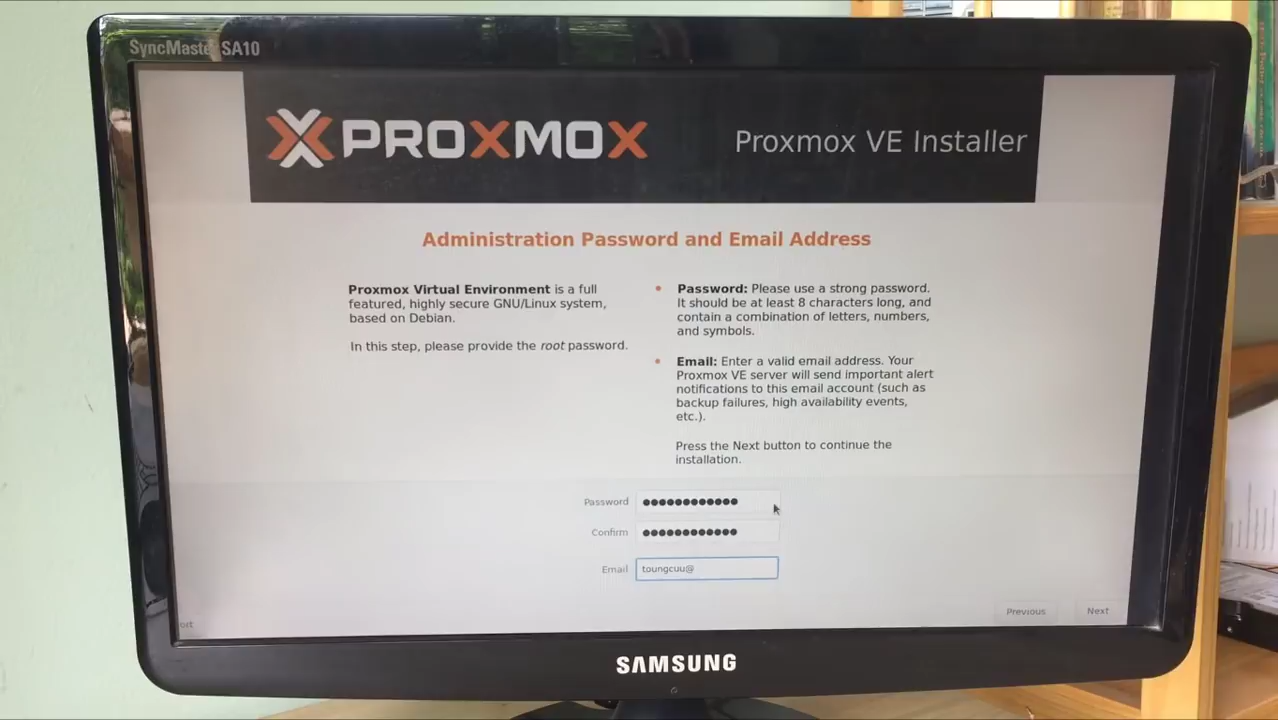 SyncMaster SA10
PROXMOX
Proxmox VE Installer
Administration Password and Email Address
Proxmox Virtual Environment is a full
featured, highly secure GNU/Linux system,
based on Debian.
In this step, please provide the root password.
Password: Please use a strong password.
It should be at least 8 characters long, and
contain a combination of letters, numbers,
and symbols.
Email: Enter a valid email address. Your
Proxmox VE server will send important alert
notifications to this email account (such as
backup failures, high availability events,
etc.).
Press the Next button to continue the
installation.
Password ●●●●●●●●●●●●
Confirm ●●●●●●●●●●●●
Email toungcuu@
Previous Next
ort
SAMSUNG